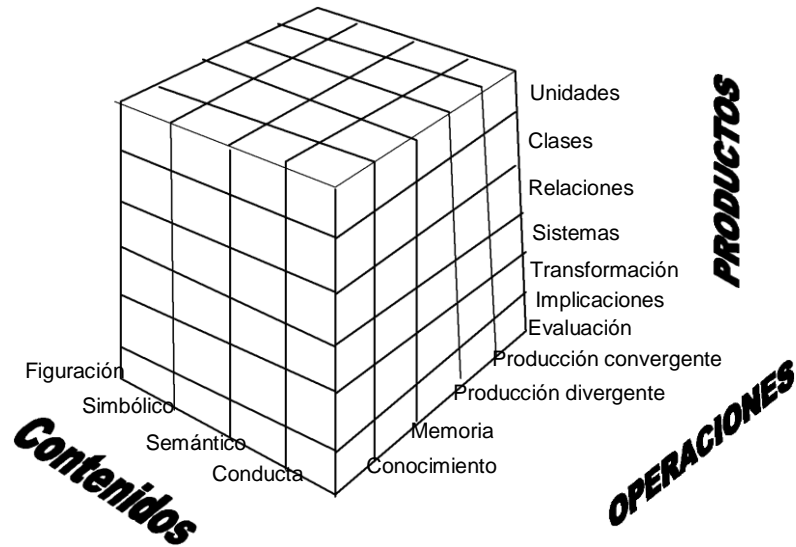 Unidades
Clases
Relaciones
Sistemas
Transformación
Implicaciones
Evaluación
Producción convergente
Producción divergente
Memoria
Conocimiento
Figuración
Simbólico
Semántico
Conducta
PRODUCTOS
OPERACIONES
Contenidos